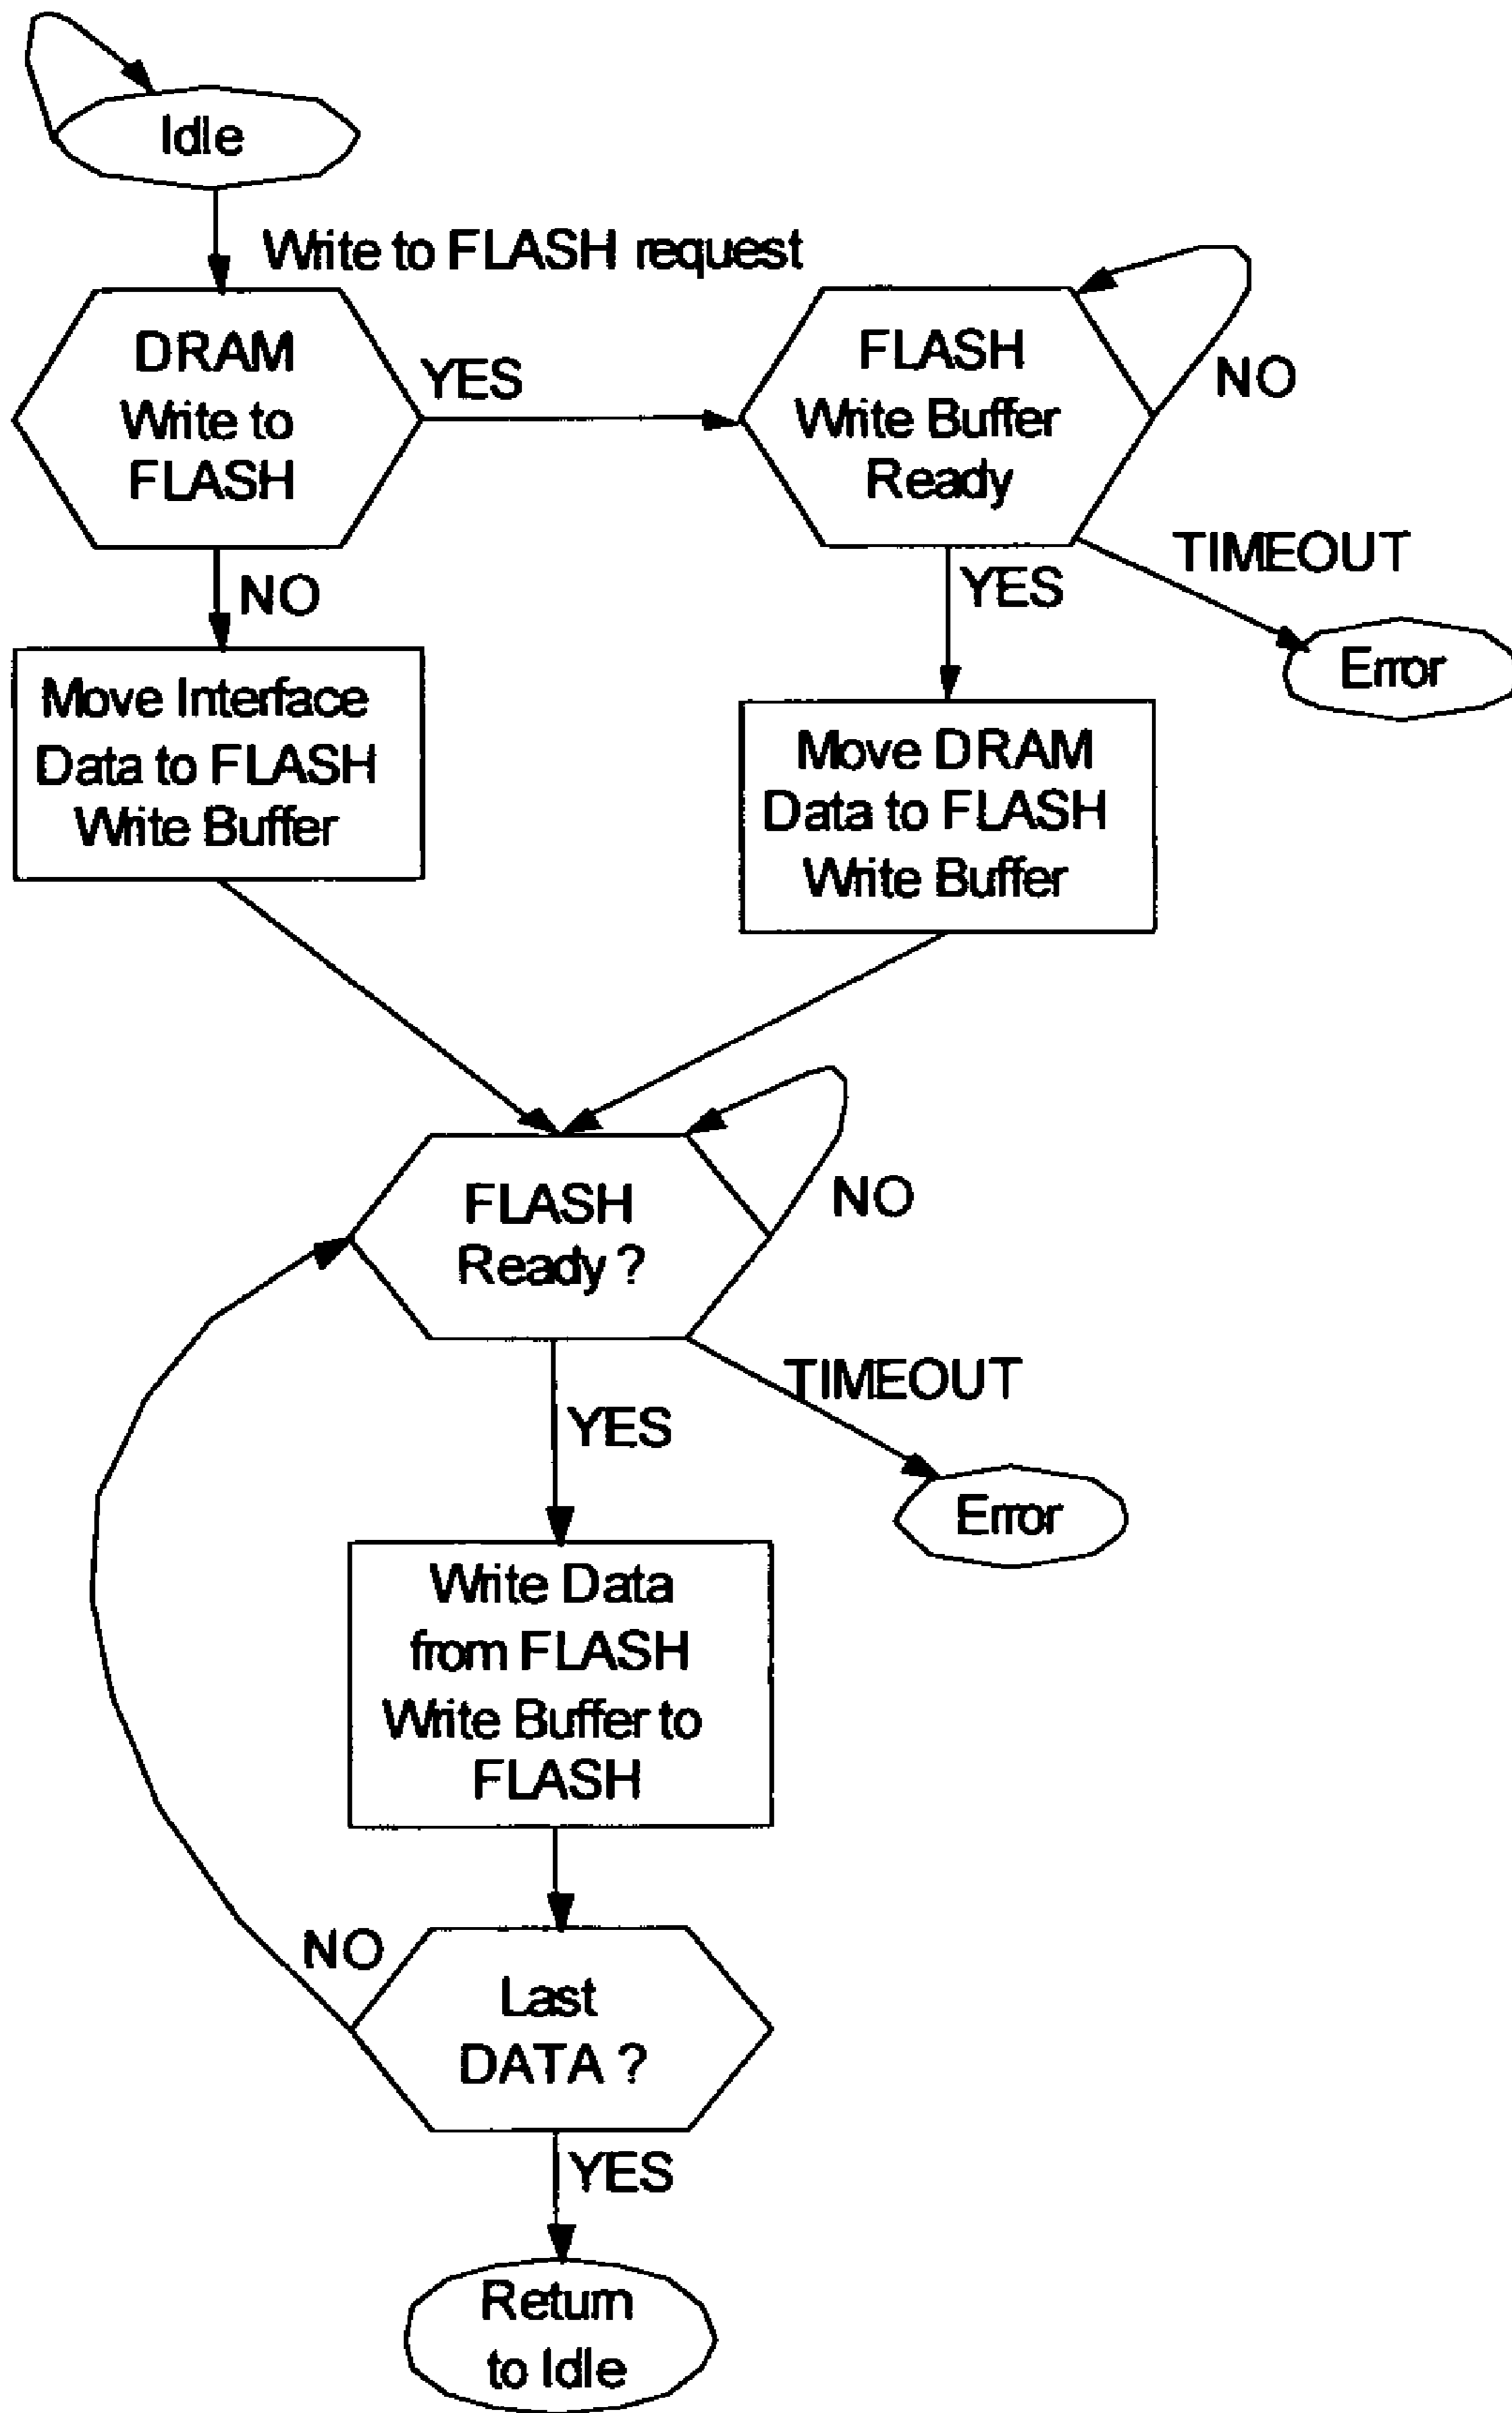 Idle
Write to FLASH request
DRAM
Write to
FLASH
YES
FLASH
Write Buffer
Ready
NO
TIMEOUT
Error
NO
YES
Move Interface
Data to FLASH
Write Buffer
Move DRAM
Data to FLASH
Write Buffer
FLASH
Ready ?
NO
TIMEOUT
Error
YES
Write Data
from FLASH
Write Buffer to
FLASH
NO
Last
DATA ?
YES
Return
to Idle